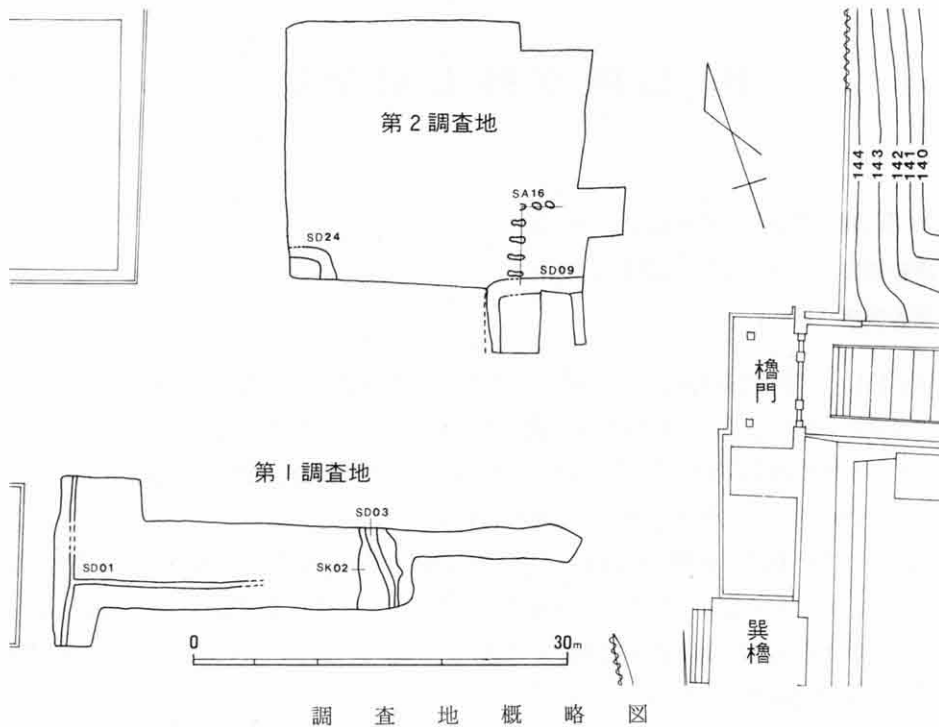 第2調査地
144
143
142
141
140
SA16
SD24
SD09
櫓門
第1調査地
SD03
SD01
SK02
巽櫓
0
30m
調査地概略図